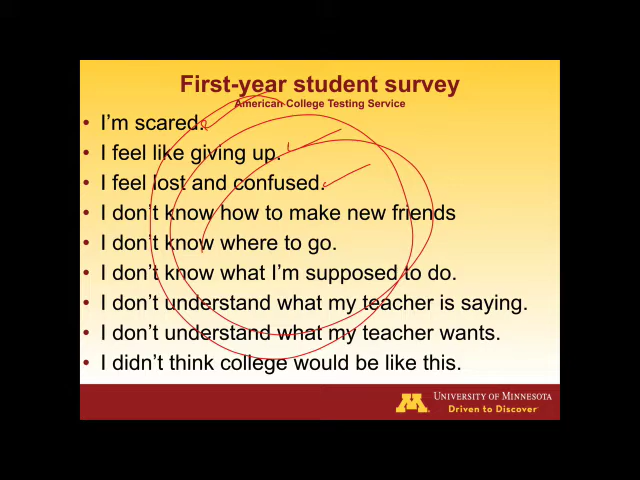 First-year student survey
American College Testing Service
• I'm scared.
• I feel like giving up.
• I feel lost and confused.
• I don't know how to make new friends
• I don't know where to go.
• I don't know what I'm supposed to do.
• I don't understand what my teacher is saying.
• I don't understand what my teacher wants.
• I didn't think college would be like this.
M UNIVERSITY OF MINNESOTA
Driven to Discover℠